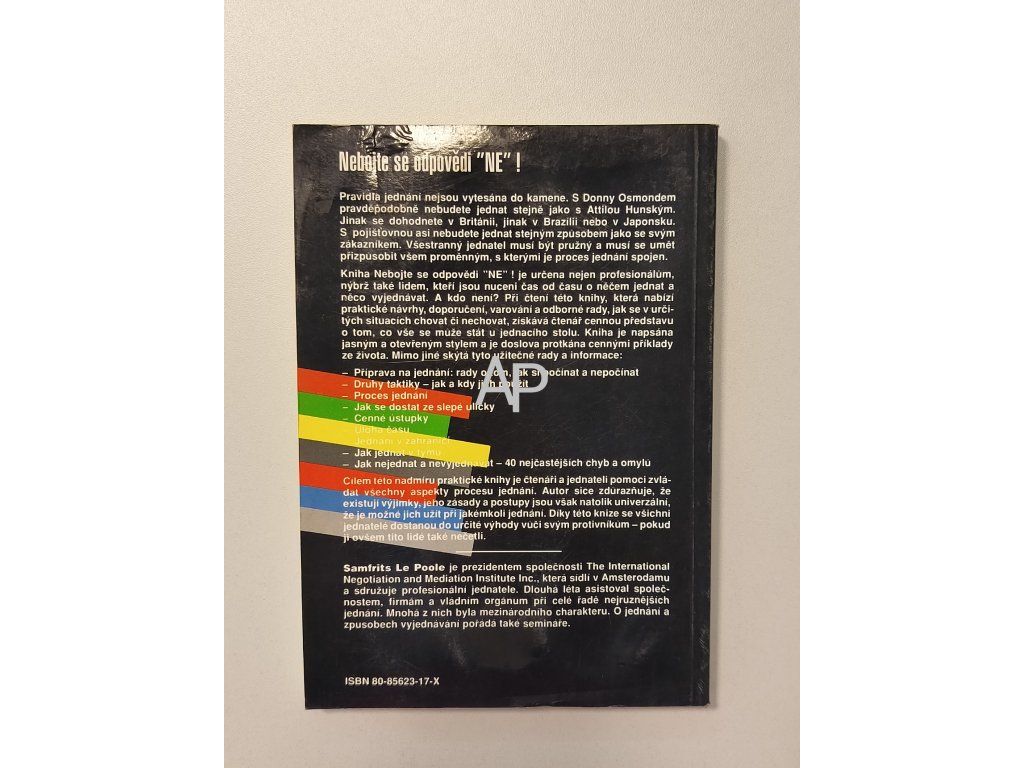 Nebojte se odpovědi "NE" !
Pravidla jednání nejsou vytesána do kamene. S Donny Osmondem
pravděpodobně nebudete jednat stejně jako s Attilou Hunským.
Jinak se dohodnete v Británii, jinak v Brazílii nebo v Japonsku.
S pojišťovnou asi nebudete jednat stejným způsobem jako se svým
zákazníkem. Všestranný jednatel musí být pružný a musí se umět
přizpůsobit všem proměnným, s kterými je proces jednání spojen.
Kniha Nebojte se odpovědi "NE" ! je určena nejen profesionálům,
nýbrž také lidem, kteří jsou nuceni čas od času o něčem jednat a
něco vyjednávat. A kdo není? Při čtení této knihy, která nabízí
praktické návrhy, doporučení, varování a odborné rady, jak se v urči-
tých situacích chovat či nechovat, získává čtenář cennou představu
o tom, co vše se může stát u jednacího stolu. Kniha je napsána
jasným a otevřeným stylem a je doslova protkána cennými příklady
ze života. Mimo jiné skýtá tyto užitečné rady a informace:
– Příprava na jednání: rady o tom, jak si počínat a nepočínat
– Druhy taktiky – jak a kdy jich použít
– Proces jednání
– Jak se dostat ze slepé uličky
– Cenné ústupky
– Úloha času
– Jednání v zahraničí
– Jak jednat v týmu
– Jak nejednat a nevyjednávat – 40 nejčastějších chyb a omylů
Cílem této nadmíru praktické knihy je čtenáři a jednateli pomoci zvlá-
dat všechny aspekty procesu jednání. Autor sice zdůrazňuje, že
existují výjimky, jeho zásady a postupy jsou však natolik univerzální,
že je možné jich užít při jakémkoli jednání. Díky této knize se všichni
jednatelé dostanou do určité výhody vůči svým protivníkům – pokud
ji ovšem tito lidé také nečetli.
Samfrits Le Poole je prezidentem společnosti The International
Negotiation and Mediation Institute Inc., která sídlí v Amsterodamu
a sdružuje profesionální jednatele. Dlouhá léta asistoval společ-
nostem, firmám a vládním orgánům při celé řadě nejrůznějších
jednání. Mnohá z nich byla mezinárodního charakteru. O jednání a
způsobech vyjednávání pořádá také semináře.
ISBN 80-85623-17-X
AP